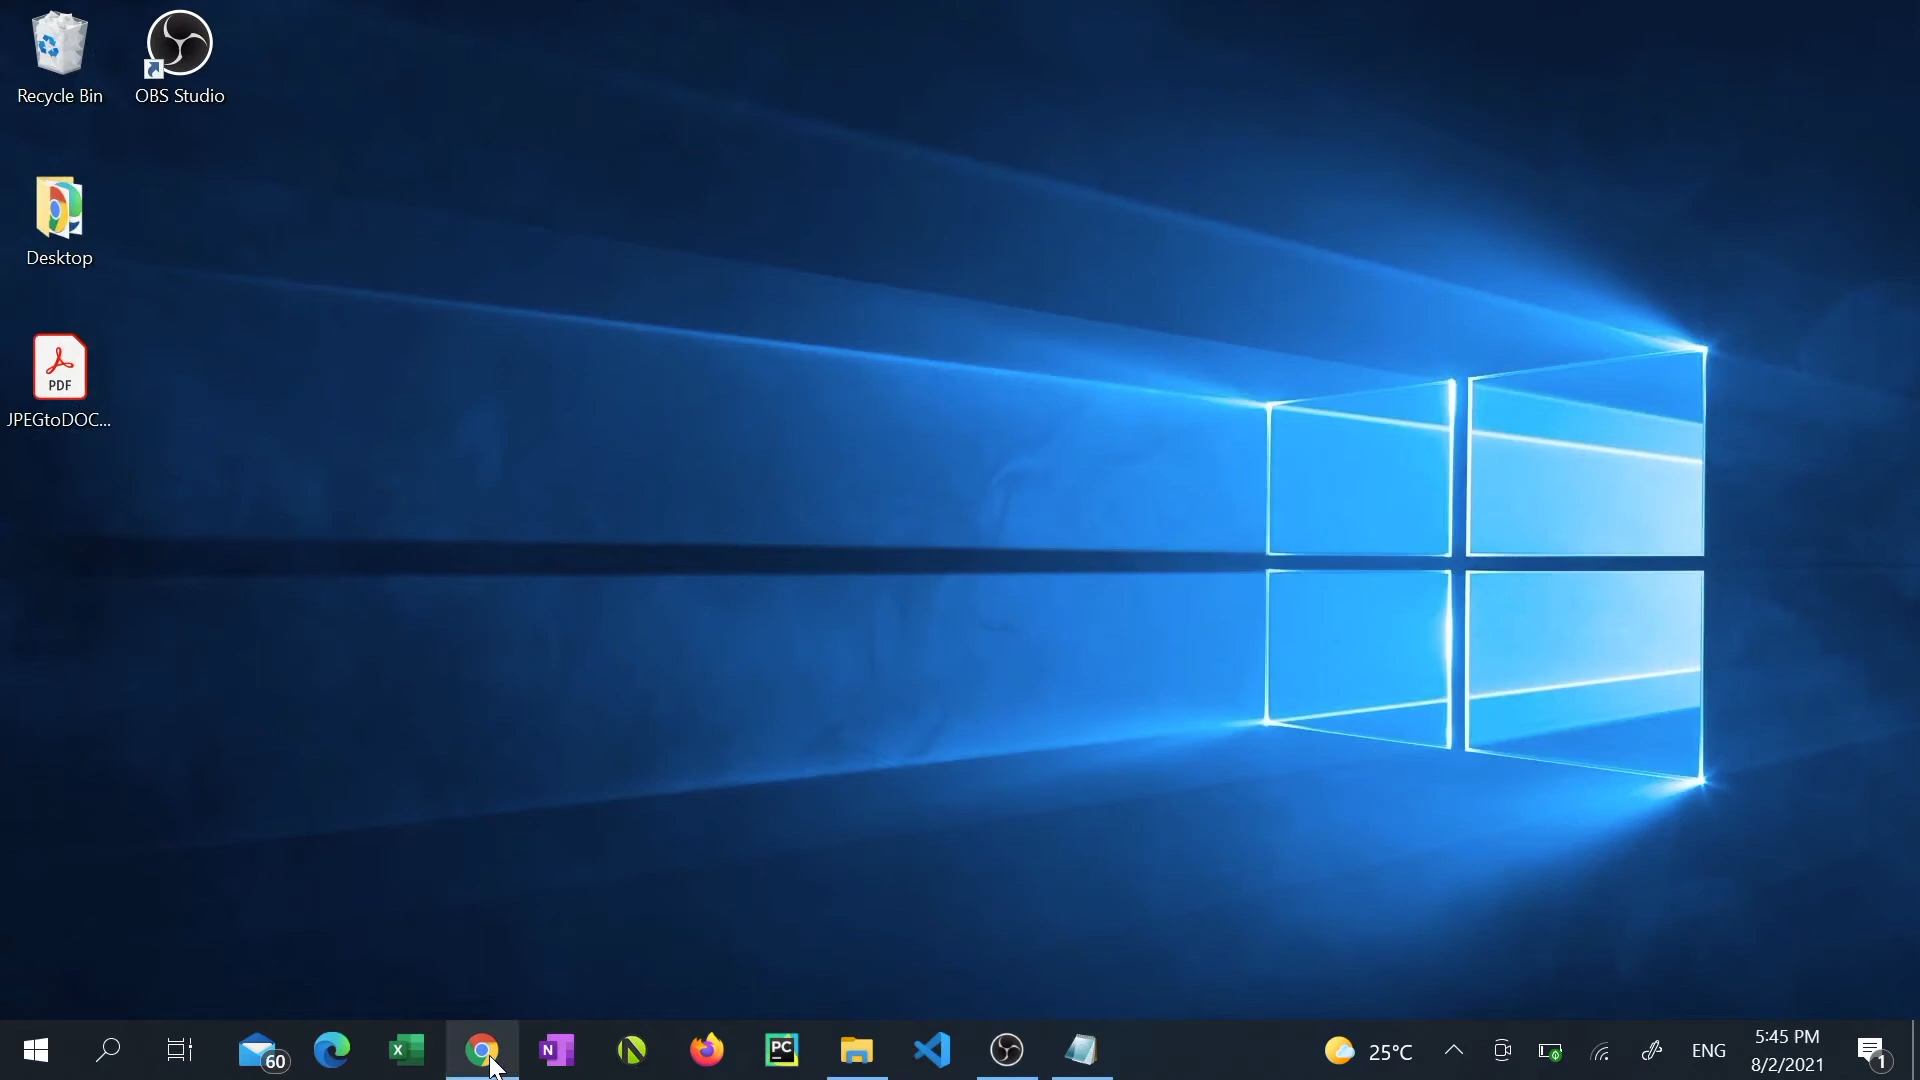 Recycle Bin
OBS Studio
Desktop
PDF
JPEGtoDOC...
60
X
N
PC
25°C
ENG
5:45 PM
8/2/2021
1